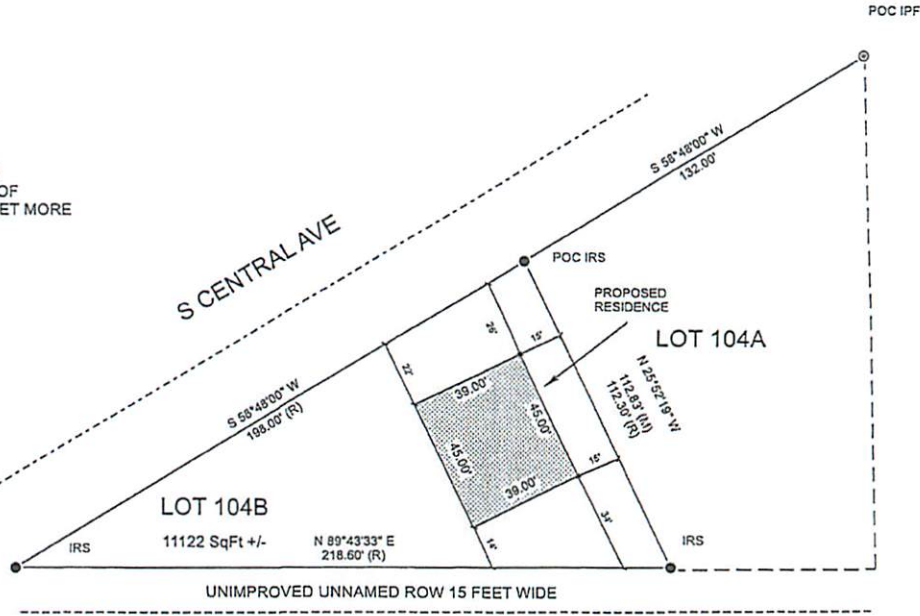 POC IPF
OF
ET MORE
S CENTRAL AVE
S 58°48'00" W
132.00'
POC IRS
PROPOSED
RESIDENCE
LOT 104A
26'
15'
N 25°52'19" W
112.83' (M)
112.30' (R)
22'
39.00'
45.00'
45.00'
39.00'
15'
S 58°48'00" W
198.00' (R)
LOT 104B
11122 SqFt +/-
IRS
N 89°43'33" E
218.60' (R)
14'
34'
IRS
UNIMPROVED UNNAMED ROW 15 FEET WIDE